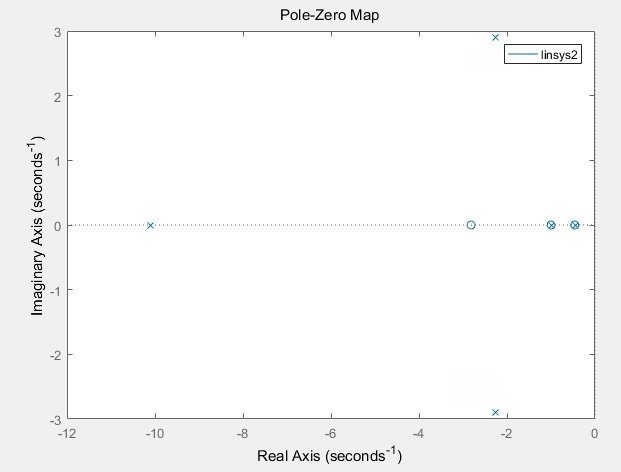 Pole-Zero Map
linsys2
Imaginary Axis (seconds⁻¹)
3
2
1
0
-1
-2
-3
-12 -10 -8 -6 -4 -2 0
Real Axis (seconds⁻¹)